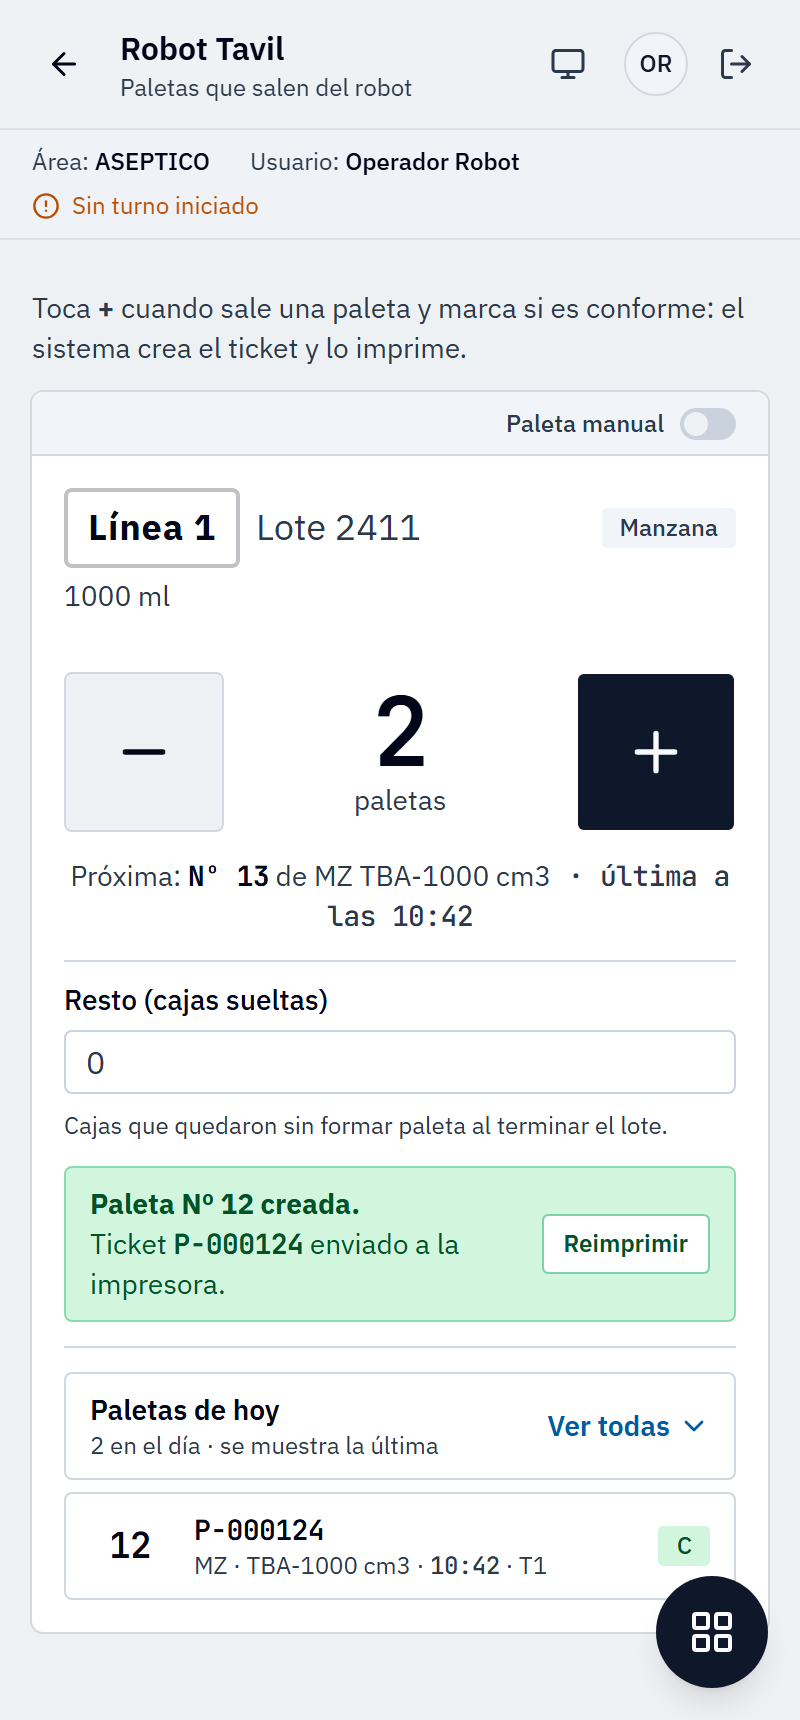 Robot Tavil
Paletas que salen del robot
OR
Área: ASEPTICO Usuario: Operador Robot
Sin turno iniciado
Toca + cuando sale una paleta y marca si es conforme: el
sistema crea el ticket y lo imprime.
Paleta manual
Línea 1 Lote 2411 Manzana
1000 ml
− 2 +
paletas
Próxima: Nº 13 de MZ TBA-1000 cm3 · última a
las 10:42
Resto (cajas sueltas)
0
Cajas que quedaron sin formar paleta al terminar el lote.
Paleta Nº 12 creada.
Ticket P-000124 enviado a la
impresora.
Reimprimir
Paletas de hoy
2 en el día · se muestra la última
Ver todas
12 P-000124
MZ · TBA-1000 cm3 · 10:42 · T1
C